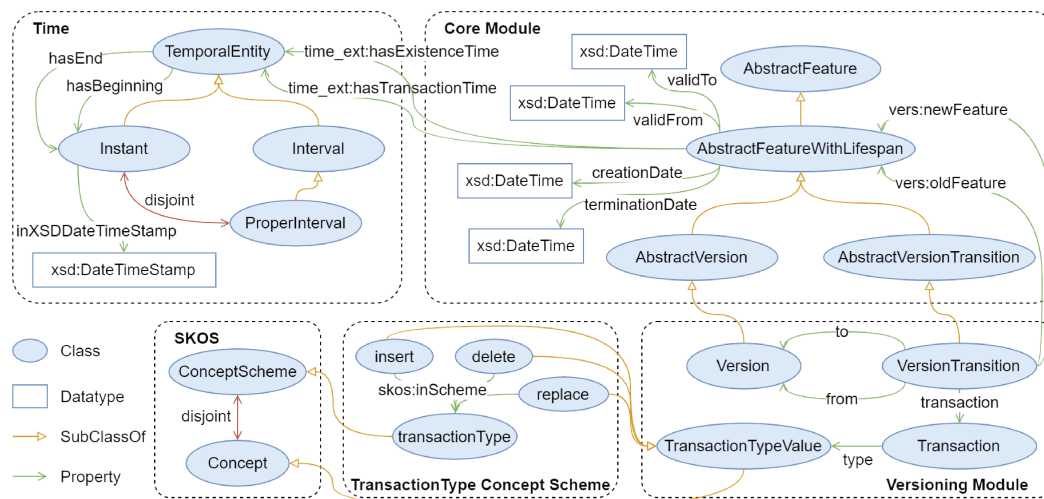 Time
Core Module
hasEnd
TemporalEntity
time_ext:hasExistenceTime
xsd:DateTime
AbstractFeature
hasBeginning
validTo
time_ext:hasTransactionTime
xsd:DateTime
vers:newFeature
validFrom
Instant
Interval
AbstractFeatureWithLifespan
creationDate
xsd:DateTime
vers:oldFeature
disjoint
terminationDate
ProperInterval
inXSDDateTimeStamp
xsd:DateTime
AbstractVersion
AbstractVersionTransition
xsd:DateTimeStamp
SKOS
insert
delete
to
Class
ConceptScheme
skos:inScheme
Version
VersionTransition
Datatype
replace
from
transaction
disjoint
SubClassOf
transactionType
TransactionTypeValue
Transaction
Concept
type
Property
TransactionType Concept Scheme
Versioning Module